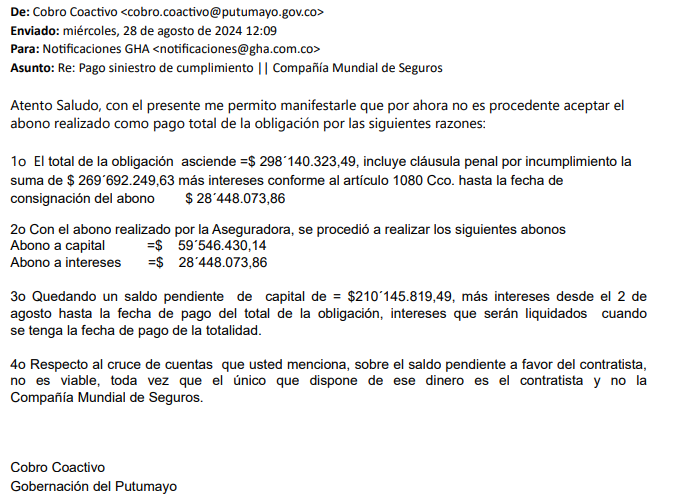 De: Cobro Coactivo <cobro.coactivo@putumayo.gov.co>
Enviado: miércoles, 28 de agosto de 2024 12:09
Para: Notificaciones GHA <notificaciones@gha.com.co>
Asunto: Re: Pago siniestro de cumplimiento || Compañía Mundial de Seguros
Atento Saludo, con el presente me permito manifestarle que por ahora no es procedente aceptar el
abono realizado como pago total de la obligación por las siguientes razones:
1o El total de la obligación asciende =$ 298´140.323,49, incluye cláusula penal por incumplimiento la
suma de $ 269´692.249,63 más intereses conforme al artículo 1080 Cco. hasta la fecha de
consignación del abono $ 28´448.073,86
2o Con el abono realizado por la Aseguradora, se procedió a realizar los siguientes abonos
Abono a capital =$ 59´546.430,14
Abono a intereses =$ 28´448.073,86
3o Quedando un saldo pendiente de capital de = $210´145.819,49, más intereses desde el 2 de
agosto hasta la fecha de pago del total de la obligación, intereses que serán liquidados cuando
se tenga la fecha de pago de la totalidad.
4o Respecto al cruce de cuentas que usted menciona, sobre el saldo pendiente a favor del contratista,
no es viable, toda vez que el único que dispone de ese dinero es el contratista y no la
Compañía Mundial de Seguros.
Cobro Coactivo
Gobernación del Putumayo